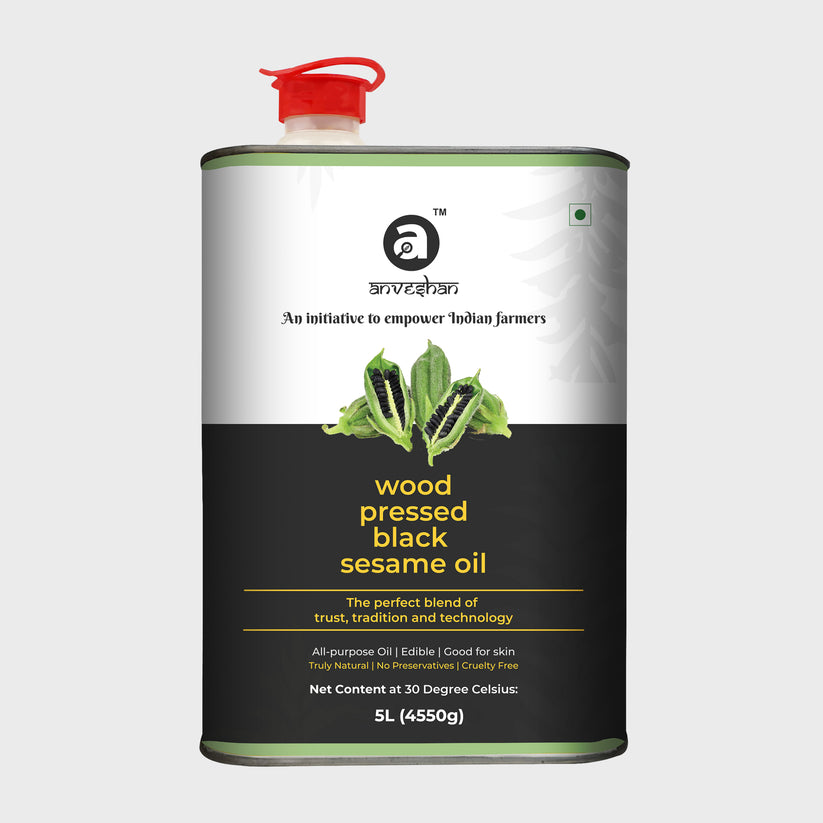 TM
a
anveshan
An initiative to empower Indian farmers
wood
pressed
black
sesame oil
The perfect blend of
trust, tradition and technology
All-purpose Oil | Edible | Good for skin
Truly Natural | No Preservatives | Cruelty Free
Net Content at 30 Degree Celsius:
5L (4550g)